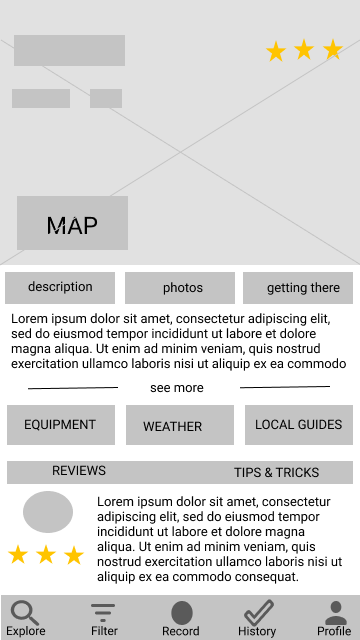 MAP
description photos getting there
Lorem ipsum dolor sit amet, consectetur adipiscing elit,
sed do eiusmod tempor incididunt ut labore et dolore
magna aliqua. Ut enim ad minim veniam, quis nostrud
exercitation ullamco laboris nisi ut aliquip ex ea commodo
see more
EQUIPMENT WEATHER LOCAL GUIDES
REVIEWS TIPS & TRICKS
Lorem ipsum dolor sit amet, consectetur
adipiscing elit, sed do eiusmod tempor
incididunt ut labore et dolore magna
aliqua. Ut enim ad minim veniam, quis
nostrud exercitation ullamco laboris nisi ut
aliquip ex ea commodo consequat.
Explore Filter Record History Profile